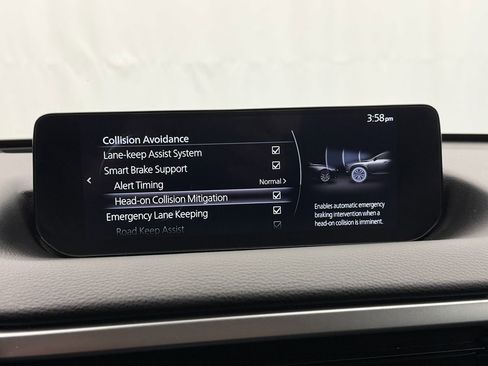 3:58pm
Collision Avoidance
Lane-keep Assist System
Smart Brake Support
Alert Timing Normal
Head-on Collision Mitigation
Emergency Lane Keeping
Road Keep Assist
Enables automatic emergency
braking intervention when a
head-on collision is imminent.